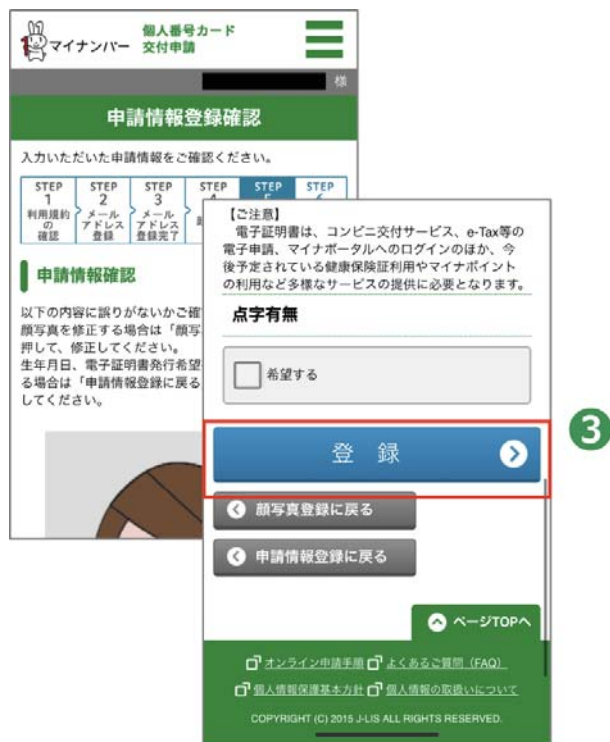 マイナンバー
個人番号カード
交付申請
様
申請情報登録確認
入力いただいた申請情報をご確認ください。
STEP
1
利用規約
の
確認
STEP
2
メール
アドレス
登録
STEP
3
メール
アドレス
登録完了
STEP
STEP
STEP
申請情報確認
以下の内容に誤りがないかご確
顔写真を修正する場合は「顔写
押して、修正してください。
生年月日、電子証明書発行希望
る場合は「申請情報登録に戻る
してください。
【ご注意】
電子証明書は、コンビニ交付サービス、e-Tax等の
電子申請、マイナポータルへのログインのほか、今
後予定されている健康保険証利用やマイナポイント
の利用など多様なサービスの提供に必要となります。
点字有無
希望する
登 録
3
顔写真登録に戻る
申請情報登録に戻る
ページTOPへ
オンライン申請手順 よくあるご質問（FAQ）
個人情報保護基本方針 個人情報の取扱いについて
COPYRIGHT (C) 2015 J-LIS ALL RIGHTS RESERVED.